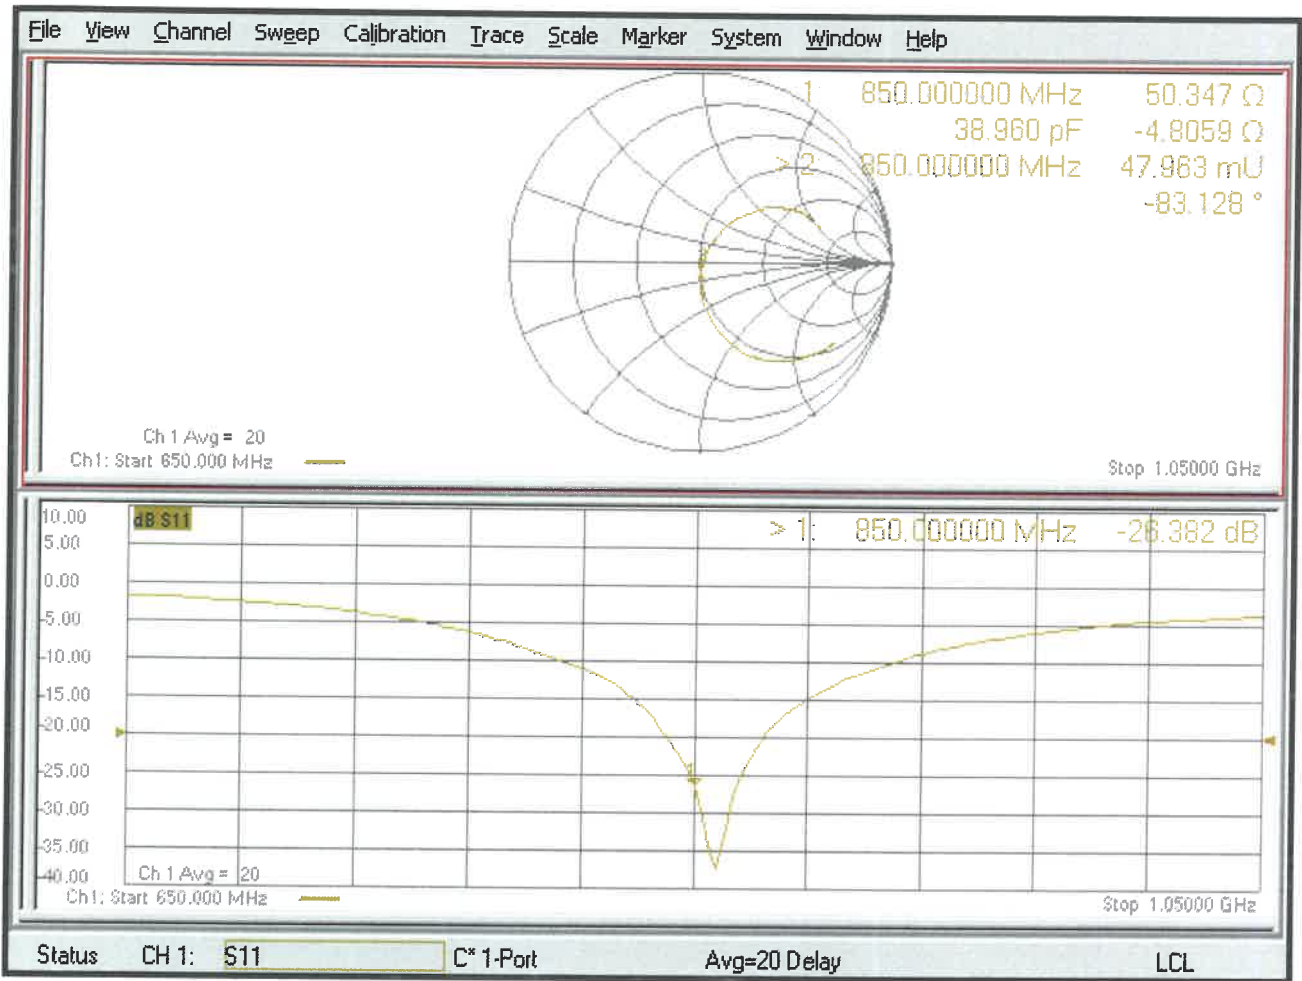 File View Channel Sweep Calibration Trace Scale Marker System Window Help
1 850.000000 MHz 50.347 Ω
38.960 pF -4.8059 Ω
> 2 850.000000 MHz 47.963 mU
-83.128 °
Ch 1 Avg = 20
Ch1: Start 650.000 MHz
Stop 1.05000 GHz
10.00
dB S11
> 1: 850.000000 MHz -26.382 dB
5.00
0.00
-5.00
-10.00
-15.00
-20.00
-25.00
-30.00
-35.00
-40.00
Ch 1 Avg = 20
Ch1: Start 650.000 MHz
Stop 1.05000 GHz
Status CH 1: S11 C* 1-Port Avg=20 Delay LCL